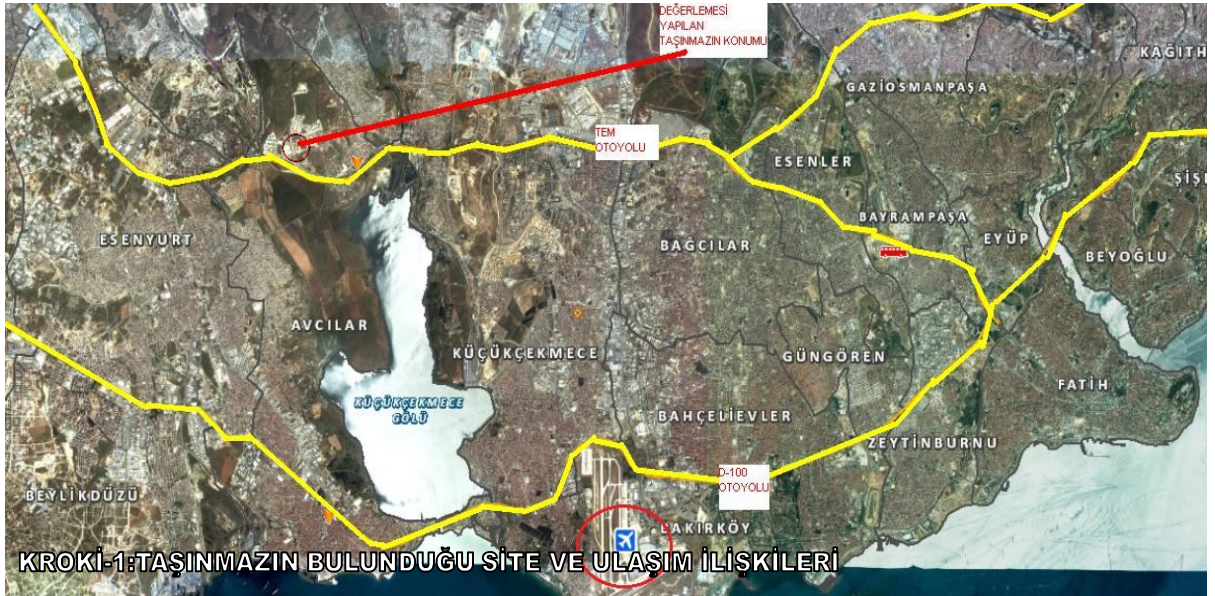 DEĞERLEMESİ
YAPILAN
TAŞINMAZIN KONUMU
KAĞITH
GAZİOSMANPAŞA
TEM
OTOYOLU
ESENLER
ŞİŞL
BAYRAMPAŞA
ESENYURT
BAĞCILAR
EYÜP
BEYOĞLU
AVCILAR
KÜÇÜKÇEKMECE
GÜNGÖREN
FATİH
KÜÇÜKÇEKMECE
GÖLÜ
BAHÇELİEVLER
ZEYTİNBURNU
D-100
OTOYOLU
BEYLİKDÜZÜ
BAKIRKÖY
KROKİ-1:TAŞINMAZIN BULUNDUĞU SİTE VE ULAŞIM İLİŞKİLERİ